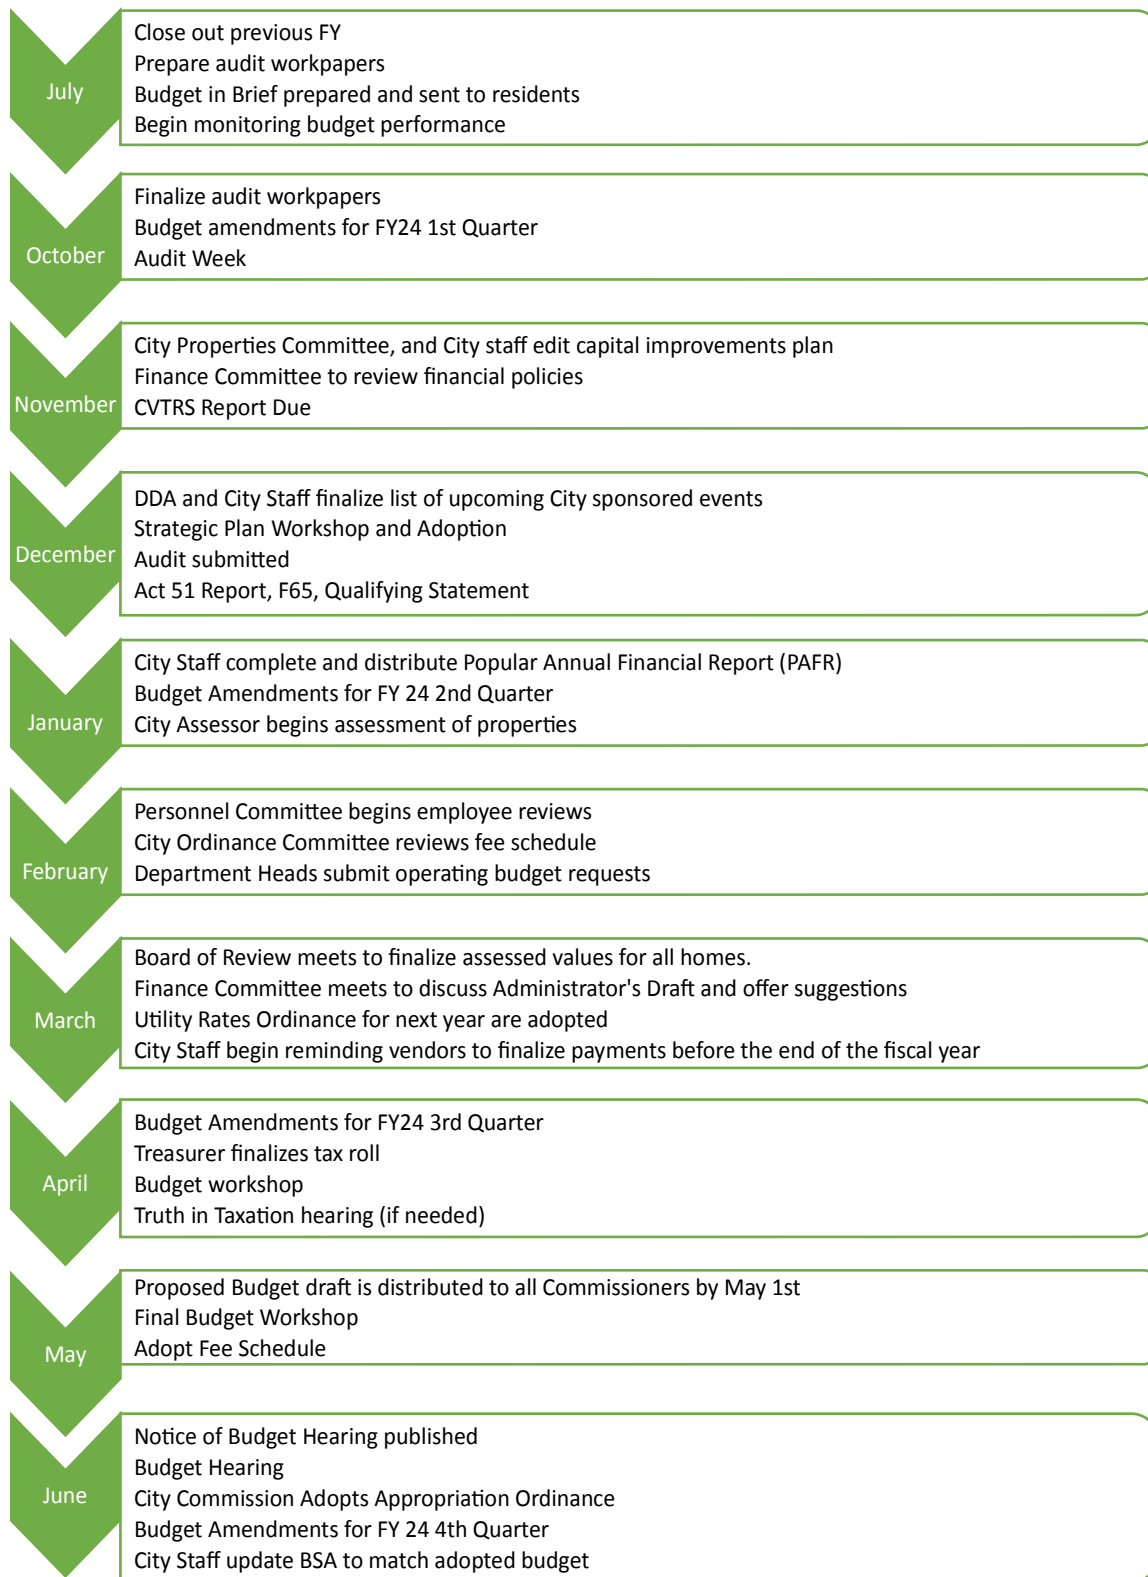 July
Close out previous FY
Prepare audit workpapers
Budget in Brief prepared and sent to residents
Begin monitoring budget performance
October
Finalize audit workpapers
Budget amendments for FY24 1st Quarter
Audit Week
November
City Properties Committee, and City staff edit capital improvements plan
Finance Committee to review financial policies
CVTRS Report Due
December
DDA and City Staff finalize list of upcoming City sponsored events
Strategic Plan Workshop and Adoption
Audit submitted
Act 51 Report, F65, Qualifying Statement
January
City Staff complete and distribute Popular Annual Financial Report (PAFR)
Budget Amendments for FY 24 2nd Quarter
City Assessor begins assessment of properties
February
Personnel Committee begins employee reviews
City Ordinance Committee reviews fee schedule
Department Heads submit operating budget requests
March
Board of Review meets to finalize assessed values for all homes.
Finance Committee meets to discuss Administrator's Draft and offer suggestions
Utility Rates Ordinance for next year are adopted
City Staff begin reminding vendors to finalize payments before the end of the fiscal year
April
Budget Amendments for FY24 3rd Quarter
Treasurer finalizes tax roll
Budget workshop
Truth in Taxation hearing (if needed)
May
Proposed Budget draft is distributed to all Commissioners by May 1st
Final Budget Workshop
Adopt Fee Schedule
June
Notice of Budget Hearing published
Budget Hearing
City Commission Adopts Appropriation Ordinance
Budget Amendments for FY 24 4th Quarter
City Staff update BSA to match adopted budget